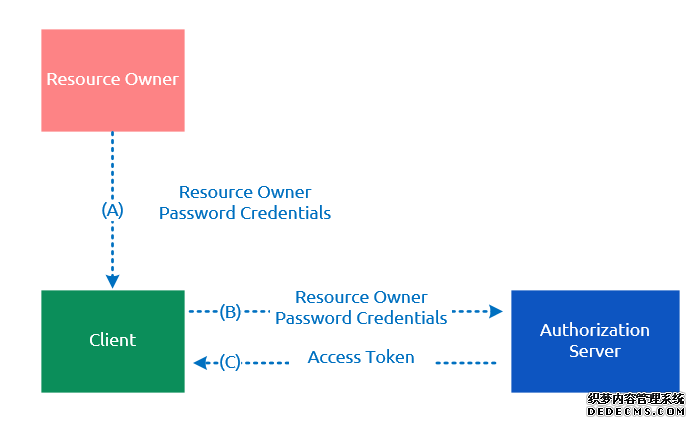 Resource Owner
(A)
Resource Owner
Password Credentials
Client
(B)
Resource Owner
Password Credentials
(C)
Access Token
Authorization
Server
织梦内容管理系统
DEDECMS.COM